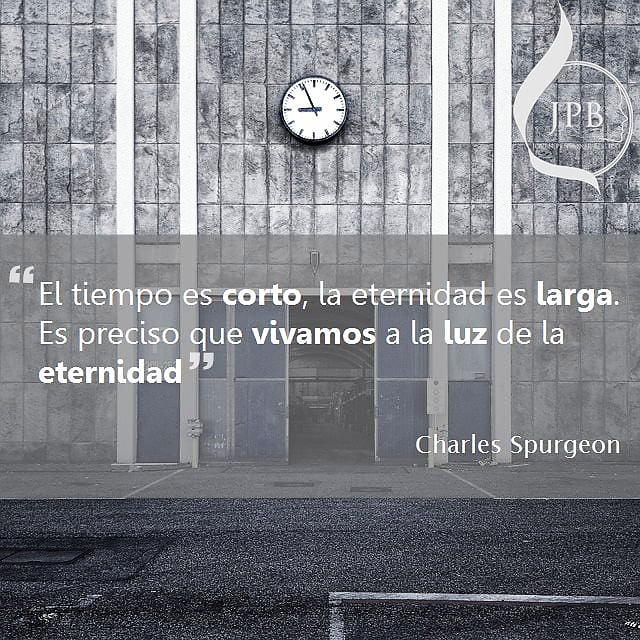 JPB
“El tiempo es corto, la eternidad es larga.
Es preciso que vivamos a la luz de la
eternidad”
Charles Spurgeon